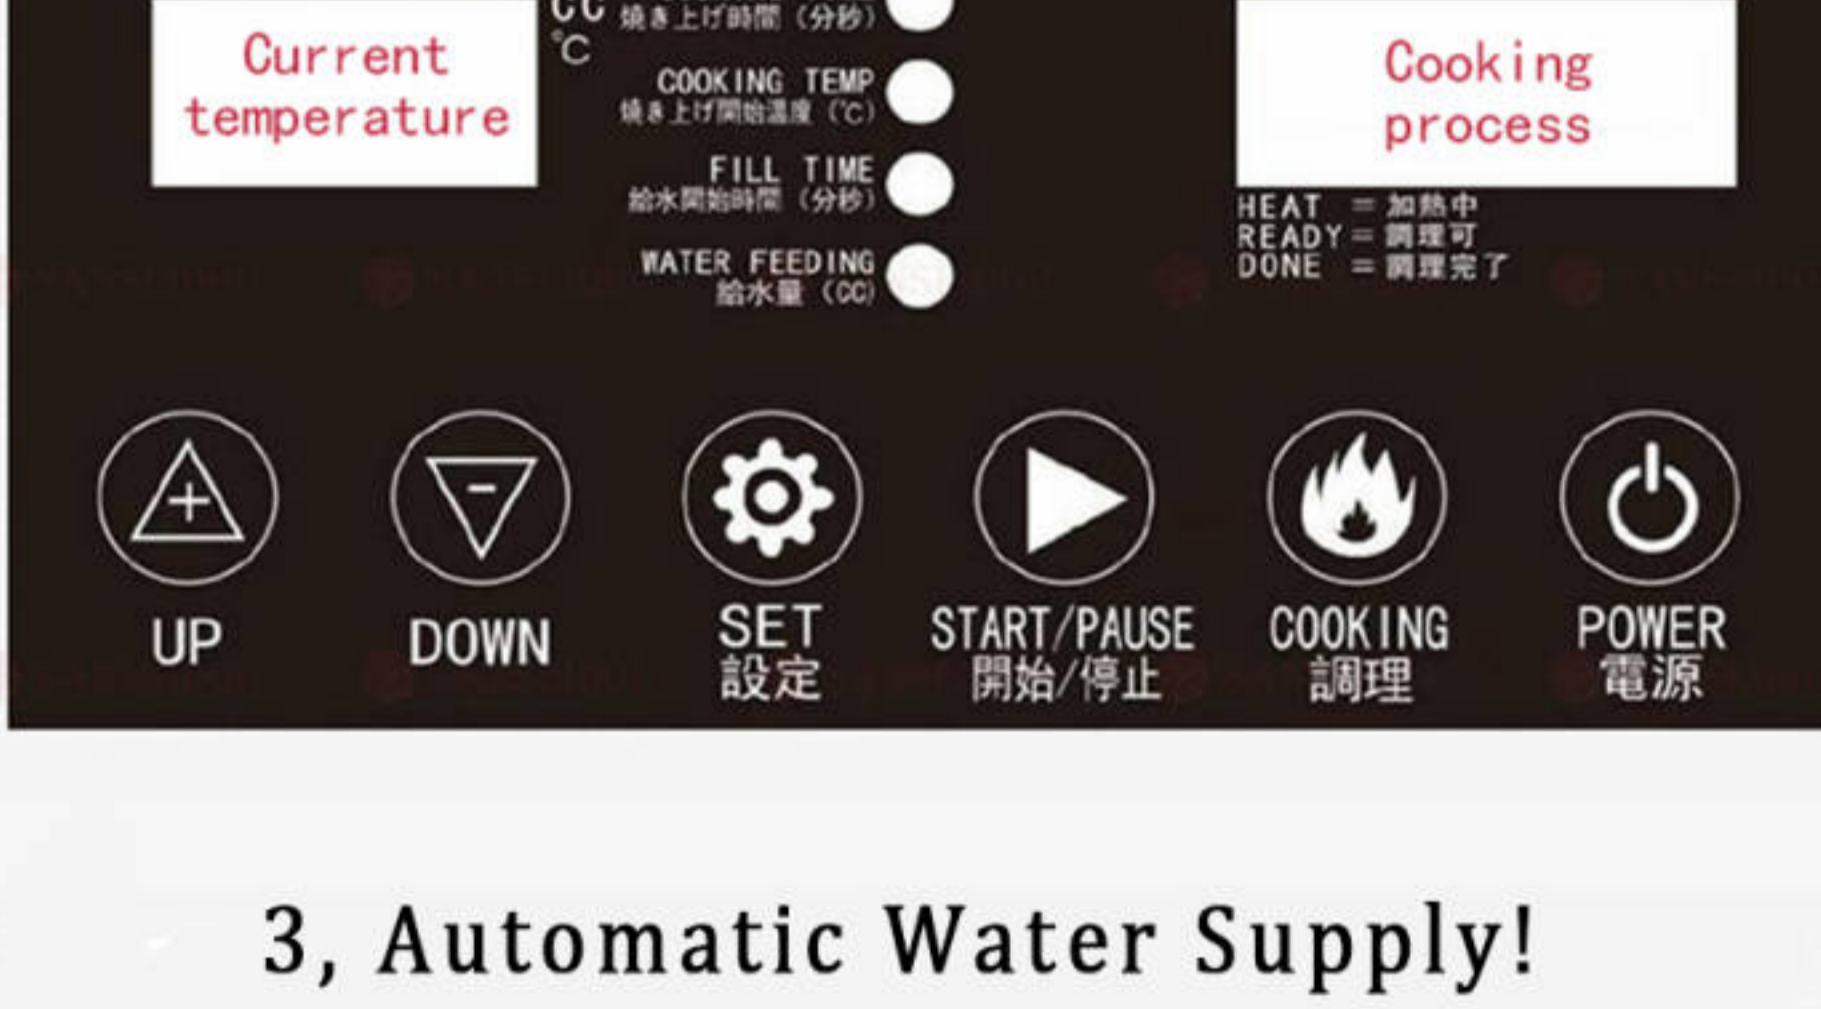 Current
temperature
CC
℃
焼き上げ時間（分秒）
COOKING TEMP
焼き上げ開始温度（℃）
FILL TIME
給水開始時間（分秒）
WATER FEEDING
給水量（CC）
Cooking
process
HEAT = 加熱中
READY = 調理可
DONE = 調理完了
UP
DOWN
SET
設定
START/PAUSE
開始/停止
COOKING
調理
POWER
電源
3, Automatic Water Supply!